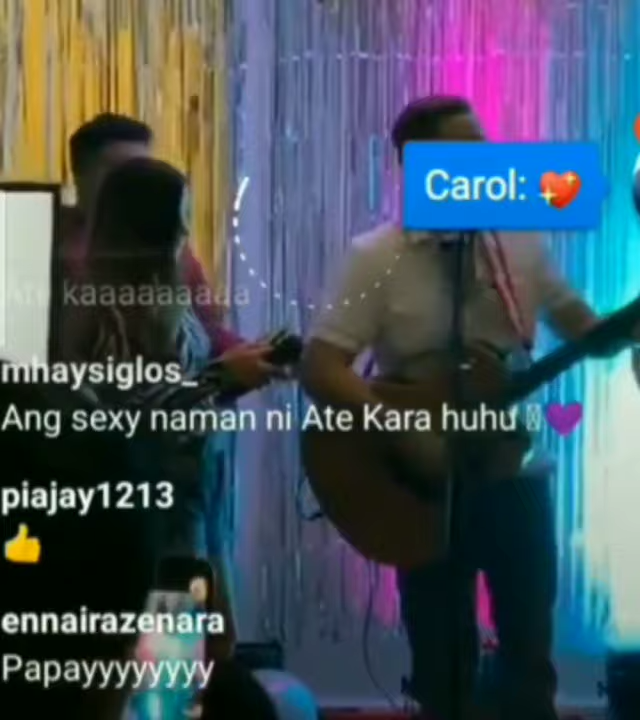 Carol: 💖
Ate kaaaaaaaaa
mhaysiglos_
Ang sexy naman ni Ate Kara huhu 💜
piajay1213
👍
ennairazenara
Papayyyyyyyy